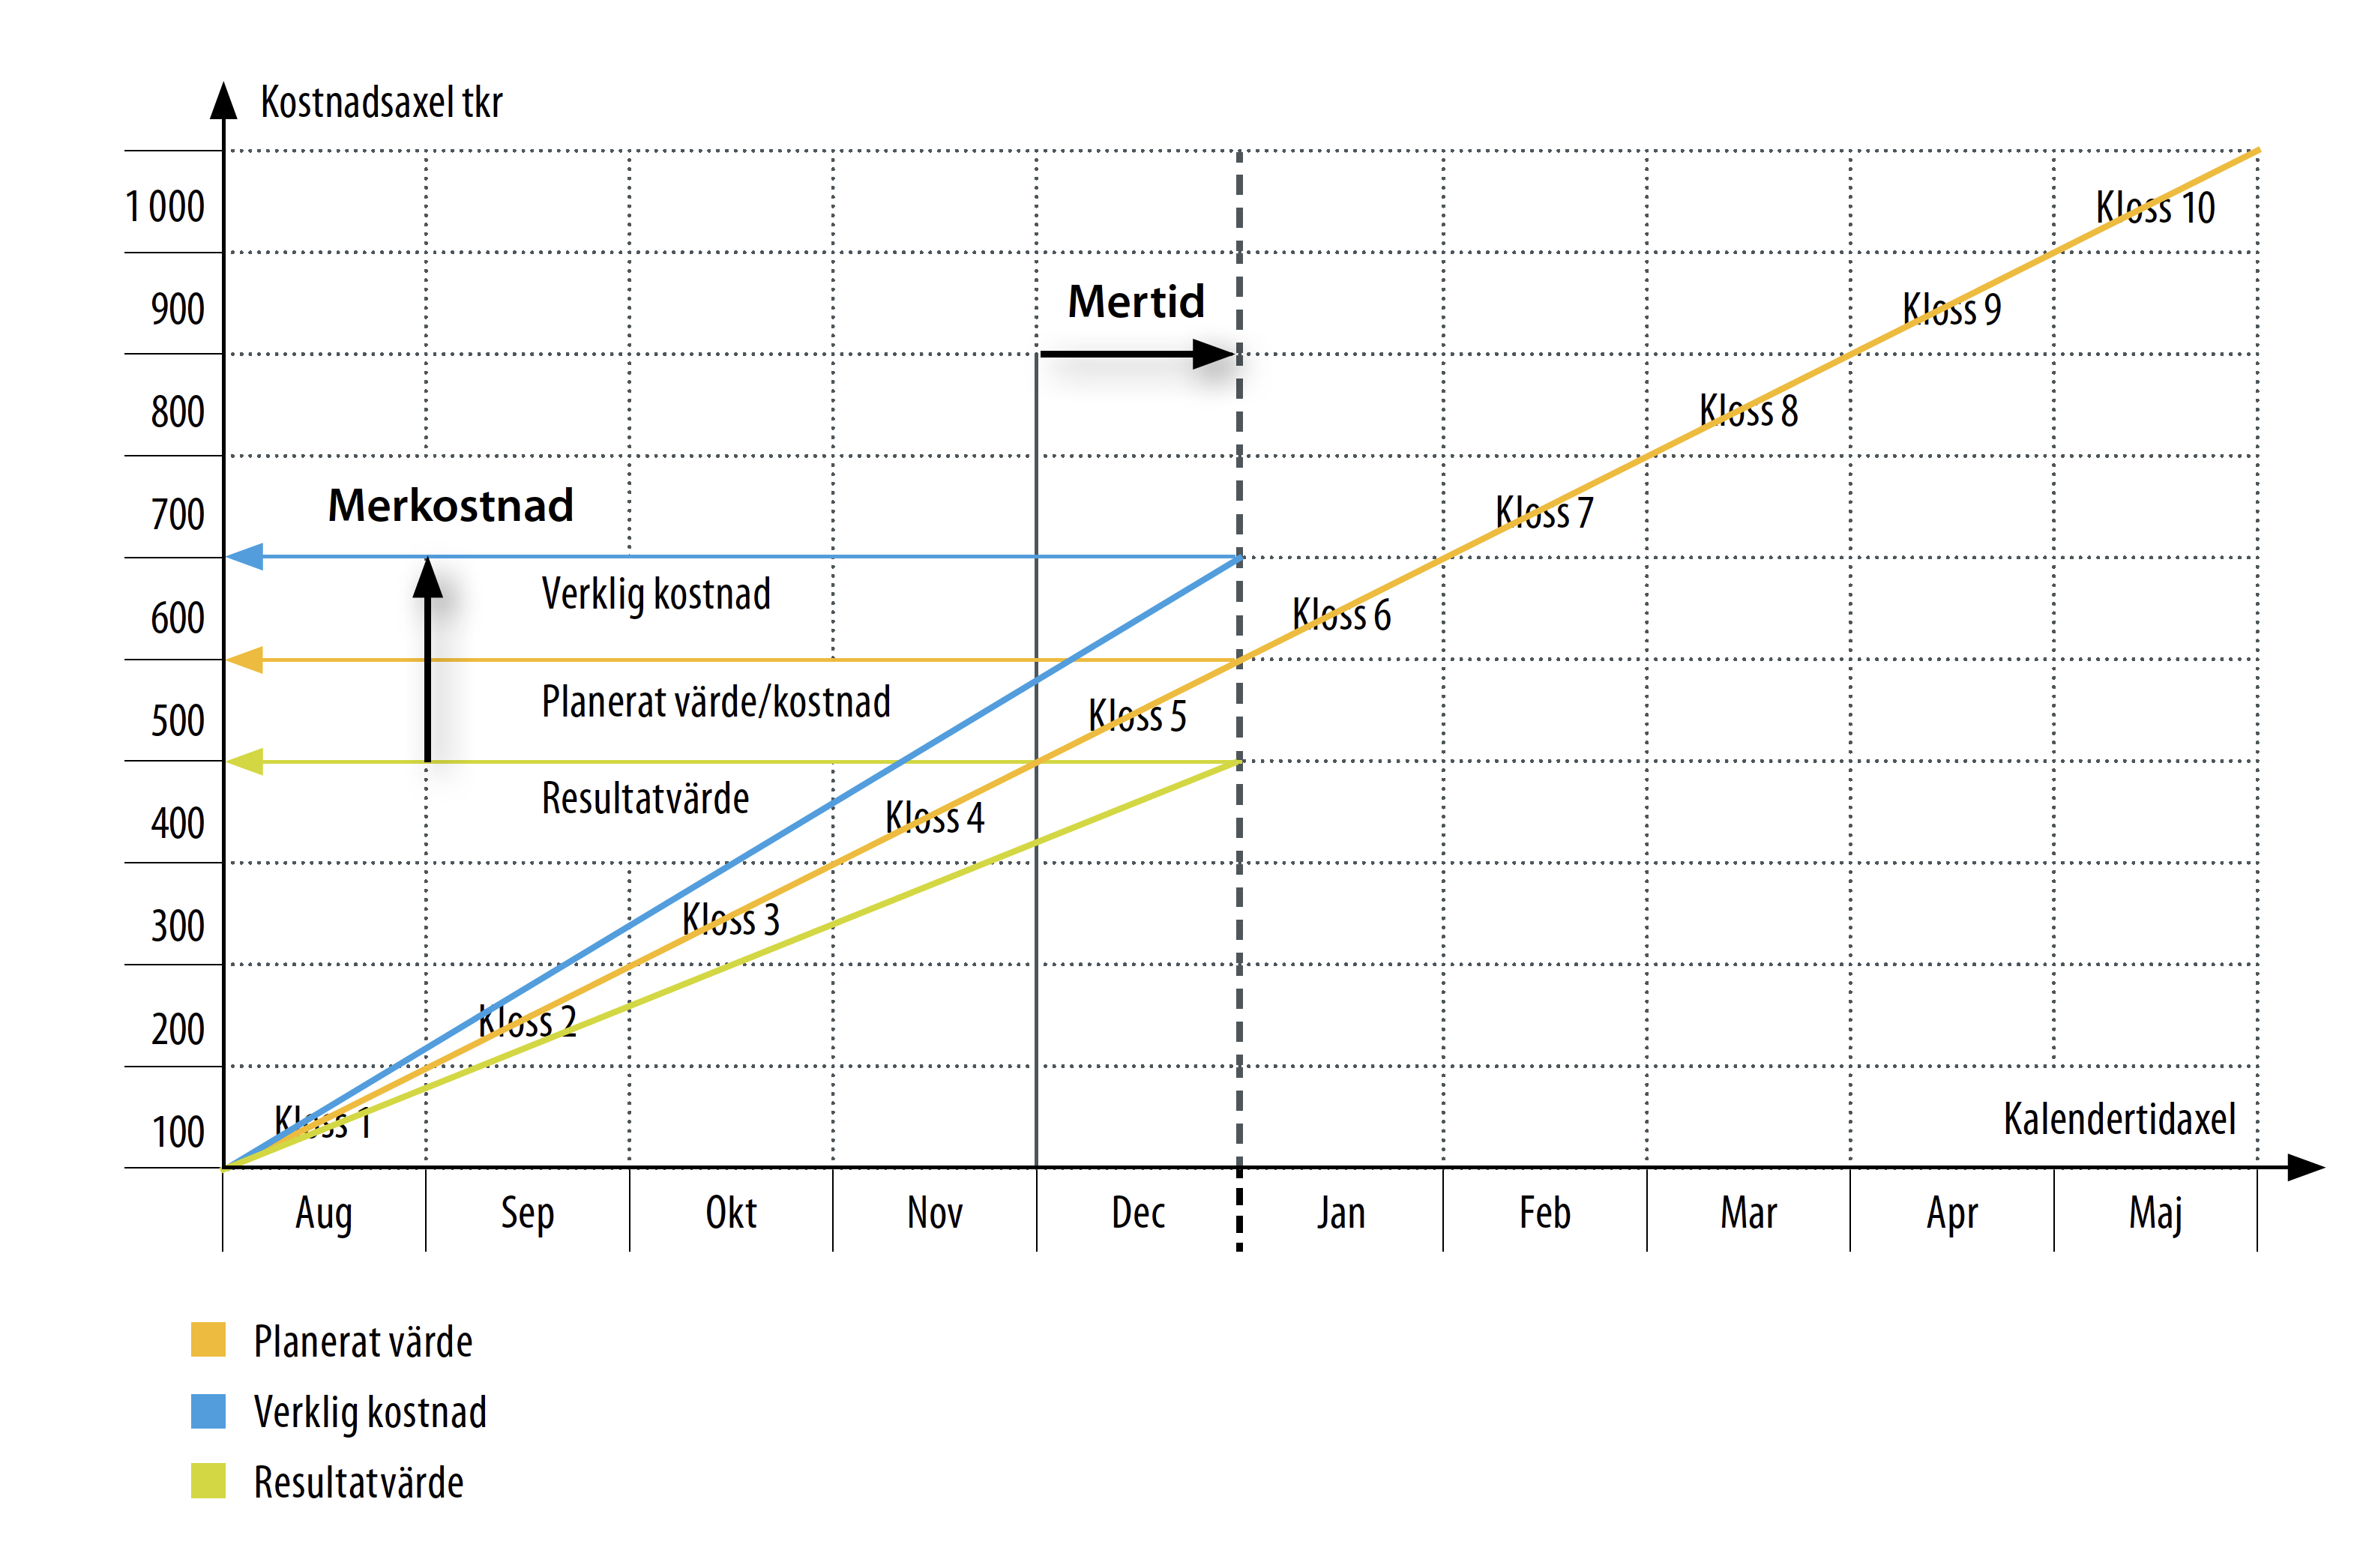 Kostnadsaxel tkr
1 000
Kloss 10
Mertid
900
Kloss 9
800
Kloss 8
Merkostnad
700
Kloss 7
Verklig kostnad
600
Kloss 6
Planerat värde/kostnad
500
Kloss 5
Resultatvärde
400
Kloss 4
300
Kloss 3
200
Kloss 2
100
Kloss 1
Kalendertidaxel
Aug Sep Okt Nov Dec Jan Feb Mar Apr Maj
Planerat värde
Verklig kostnad
Resultatvärde